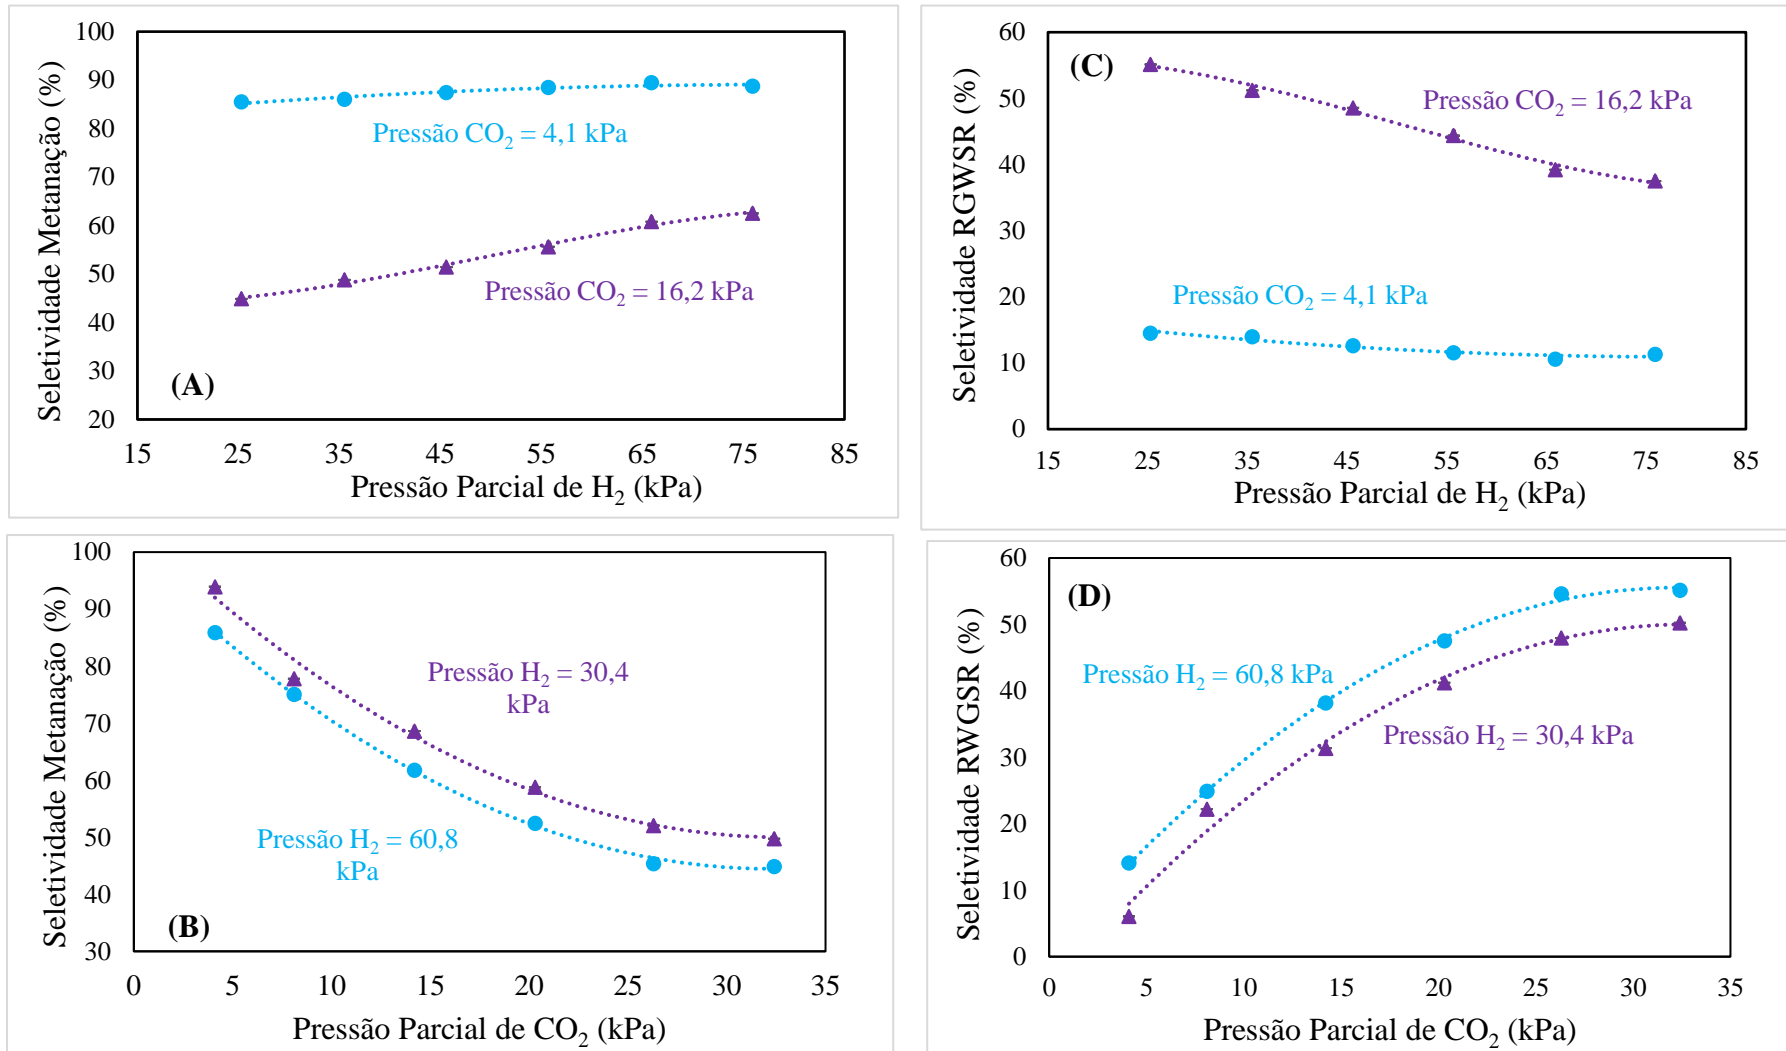 100
90
80
70
60
50
40
30
20
15 25 35 45 55 65 75 85
Seletividade Metanação (%)
Pressão Parcial de H₂ (kPa)
Pressão CO₂ = 4,1 kPa
Pressão CO₂ = 16,2 kPa
(A)
60
50
40
30
20
10
0
15 25 35 45 55 65 75 85
Seletividade RGWSR (%)
Pressão Parcial de H₂ (kPa)
(C)
Pressão CO₂ = 16,2 kPa
Pressão CO₂ = 4,1 kPa
100
90
80
70
60
50
40
30
0 5 10 15 20 25 30 35
Seletividade Metanação (%)
Pressão Parcial de CO₂ (kPa)
Pressão H₂ = 30,4
kPa
Pressão H₂ = 60,8
kPa
(B)
60
50
40
30
20
10
0
0 5 10 15 20 25 30 35
Seletividade RWGSR (%)
Pressão Parcial de CO₂ (kPa)
(D)
Pressão H₂ = 60,8 kPa
Pressão H₂ = 30,4 kPa